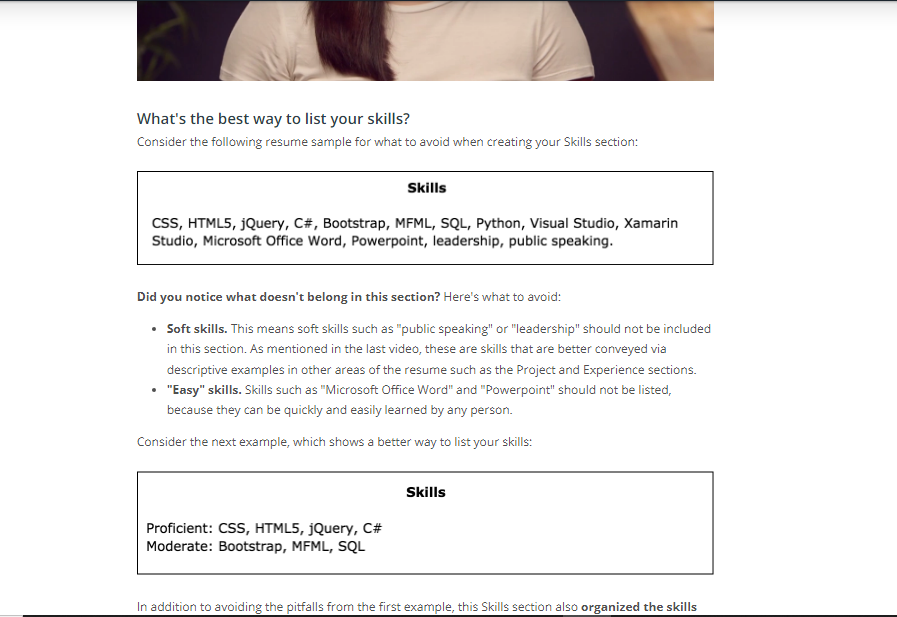 What's the best way to list your skills?
Consider the following resume sample for what to avoid when creating your Skills section:
Skills
CSS, HTML5, jQuery, C#, Bootstrap, MFML, SQL, Python, Visual Studio, Xamarin
Studio, Microsoft Office Word, Powerpoint, leadership, public speaking.
Did you notice what doesn't belong in this section? Here's what to avoid:
• Soft skills. This means soft skills such as "public speaking" or "leadership" should not be included
in this section. As mentioned in the last video, these are skills that are better conveyed via
descriptive examples in other areas of the resume such as the Project and Experience sections.
• "Easy" skills. Skills such as "Microsoft Office Word" and "Powerpoint" should not be listed,
because they can be quickly and easily learned by any person.
Consider the next example, which shows a better way to list your skills:
Skills
Proficient: CSS, HTML5, jQuery, C#
Moderate: Bootstrap, MFML, SQL
In addition to avoiding the pitfalls from the first example, this Skills section also organized the skills